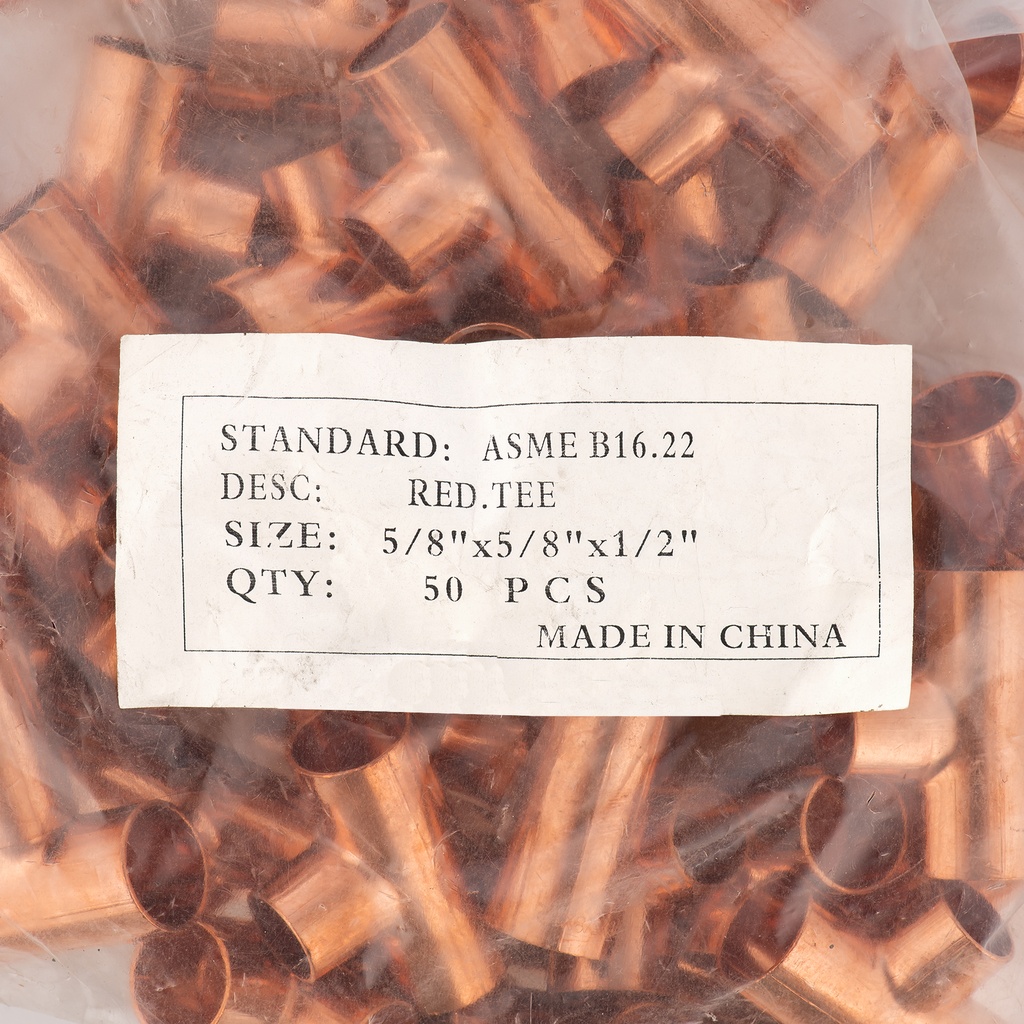 STANDARD: ASME B16.22
DESC: RED.TEE
SIZE: 5/8"x5/8"x1/2"
QTY: 50 PCS
MADE IN CHINA